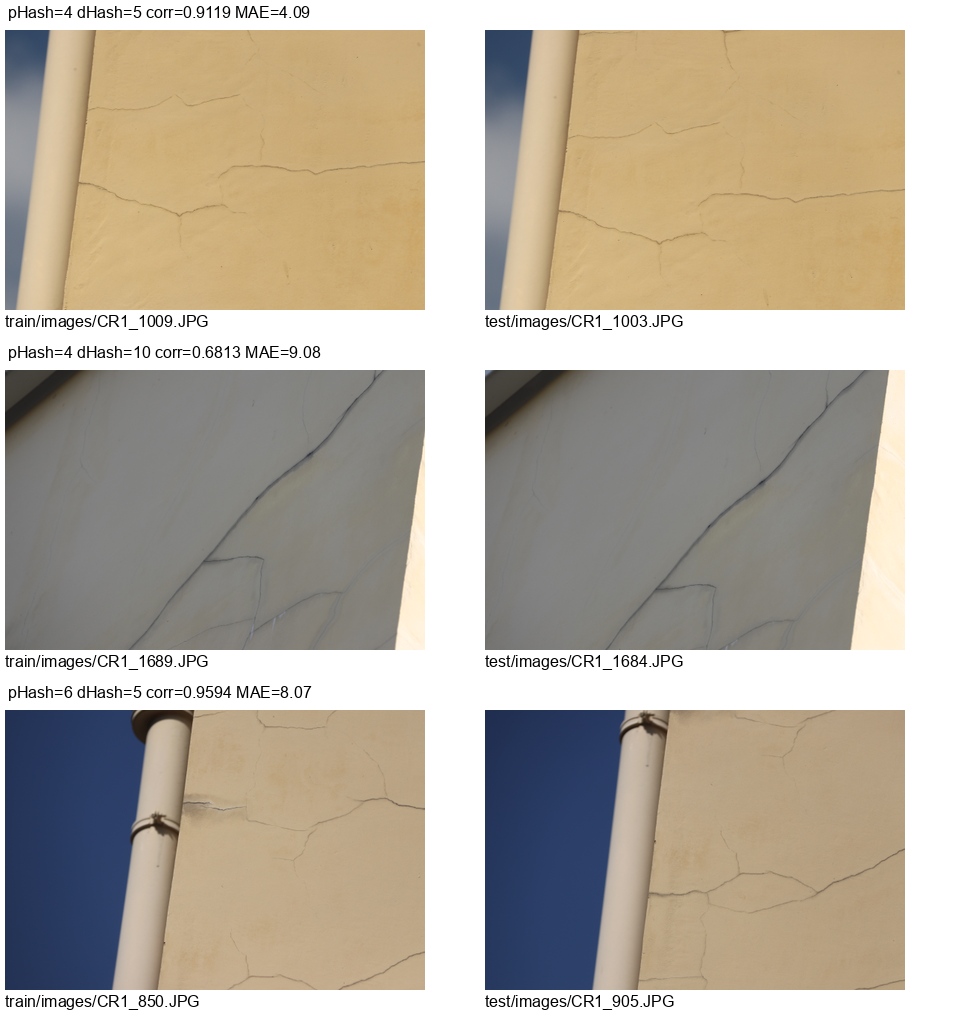 pHash=4 dHash=5 corr=0.9119 MAE=4.09
train/images/CR1_1009.JPG
test/images/CR1_1003.JPG
pHash=4 dHash=10 corr=0.6813 MAE=9.08
train/images/CR1_1689.JPG
test/images/CR1_1684.JPG
pHash=6 dHash=5 corr=0.9594 MAE=8.07
train/images/CR1_850.JPG
test/images/CR1_905.JPG